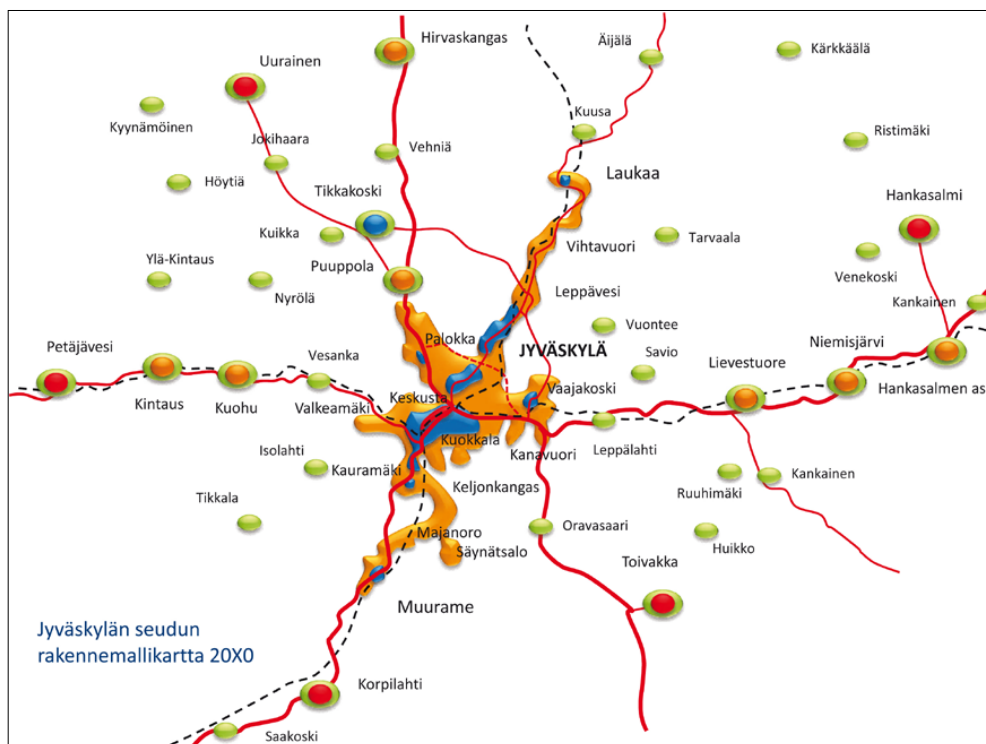 Hirvaskangas
Äijälä
Kärkkäälä
Uurainen
Kyynämöinen
Kuusa
Ristimäki
Jokihaara
Vehniä
Laukaa
Höytiä
Tikkakoski
Hankasalmi
Kuikka
Vihtavuori
Tarvaala
Puuppola
Venekoski
Ylä-Kintaus
Nyrölä
Leppävesi
Kankainen
Vuontee
Petäjävesi
Vesanka
Palokka
JYVÄSKYLÄ
Savio
Lievestuore
Niemisjärvi
Kintaus
Kuohu
Valkeamäki
Keskusta
Vaajakoski
Hankasalmen as
Kuokkala
Kanavuori
Leppälahti
Isolahti
Kauramäki
Keljonkangas
Ruuhimäki
Kankainen
Tikkala
Majanoro
Oravasaari
Huikko
Säynätsalo
Toivakka
Muurame
Jyväskylän seudun
rakennemallikartta 20X0
Korpilahti
Saakoski